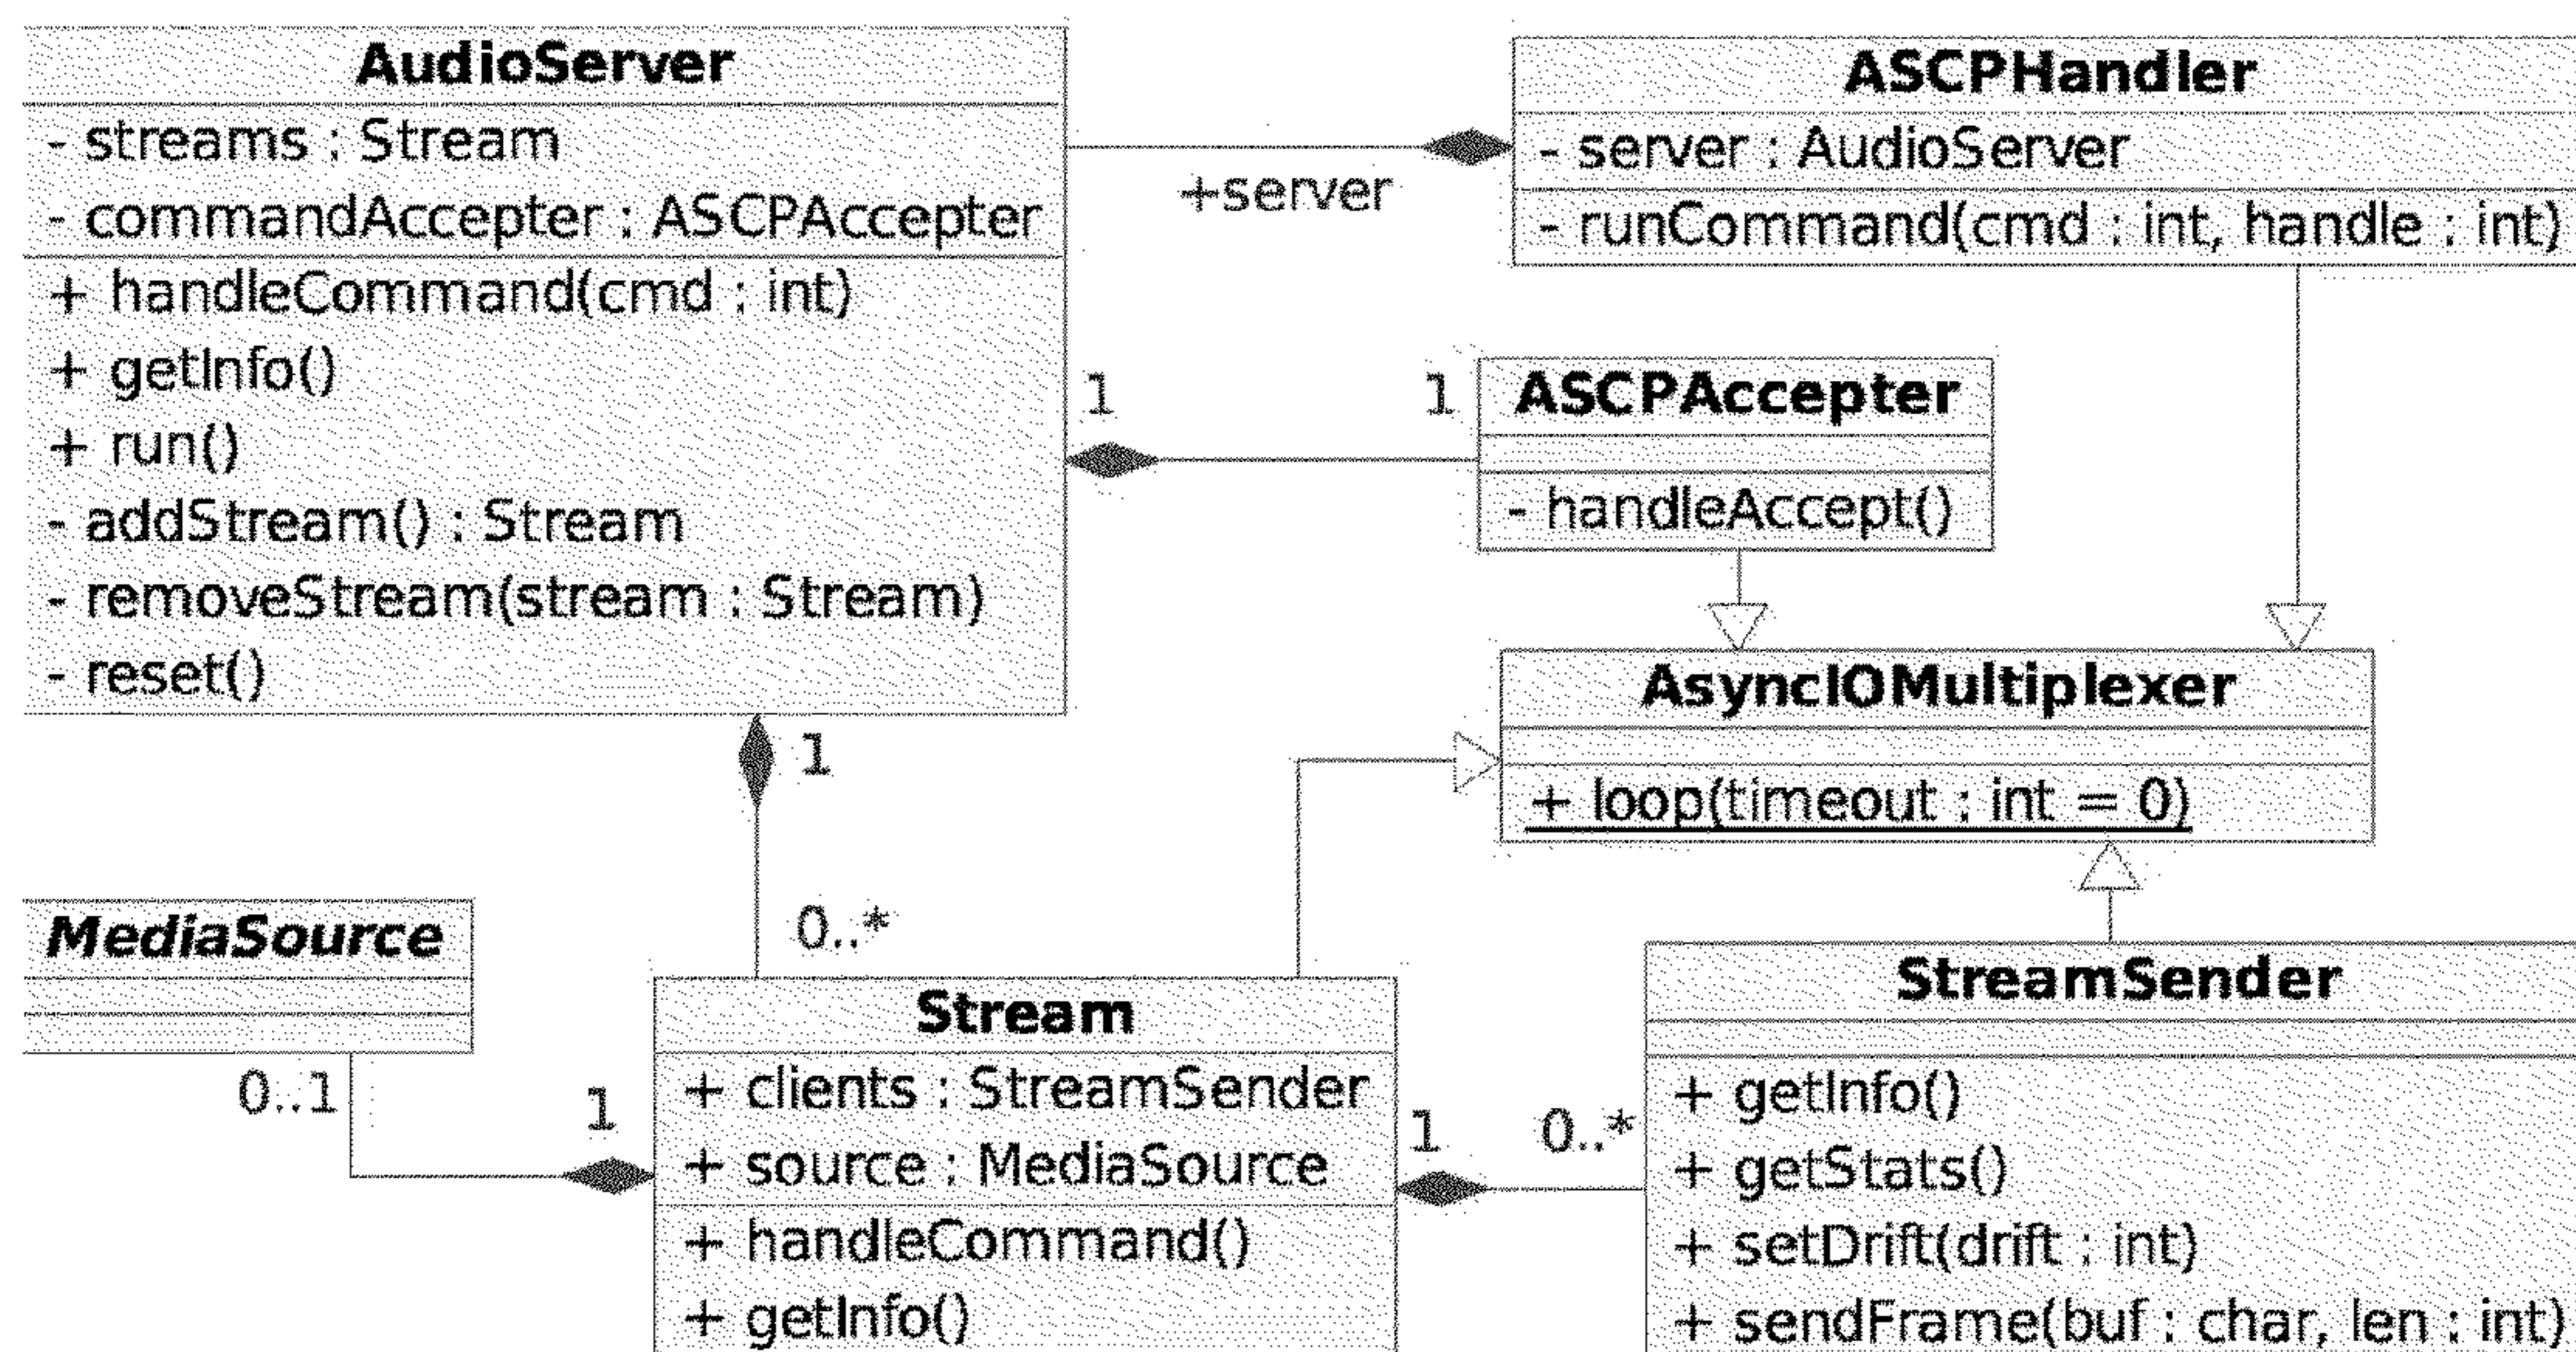 AudioServer
- streams : Stream
- commandAccepter : ASCPAccepter
+ handleCommand(cmd : int)
+ getInfo()
+ run()
- addStream() : Stream
- removeStream(stream : Stream)
- reset()
+server
ASCPHandler
- server : AudioServer
- runCommand(cmd : int, handle : int)
1
1
ASCPAccepter
- handleAccept()
AsyncIOMultiplexer
+ loop(timeout : int = 0)
1
0..*
MediaSource
0..1
1
Stream
+ clients : StreamSender
+ source : MediaSource
+ handleCommand()
+ getInfo()
1
0..*
StreamSender
+ getInfo()
+ getStats()
+ setDrift(drift : int)
+ sendFrame(buf : char, len : int)